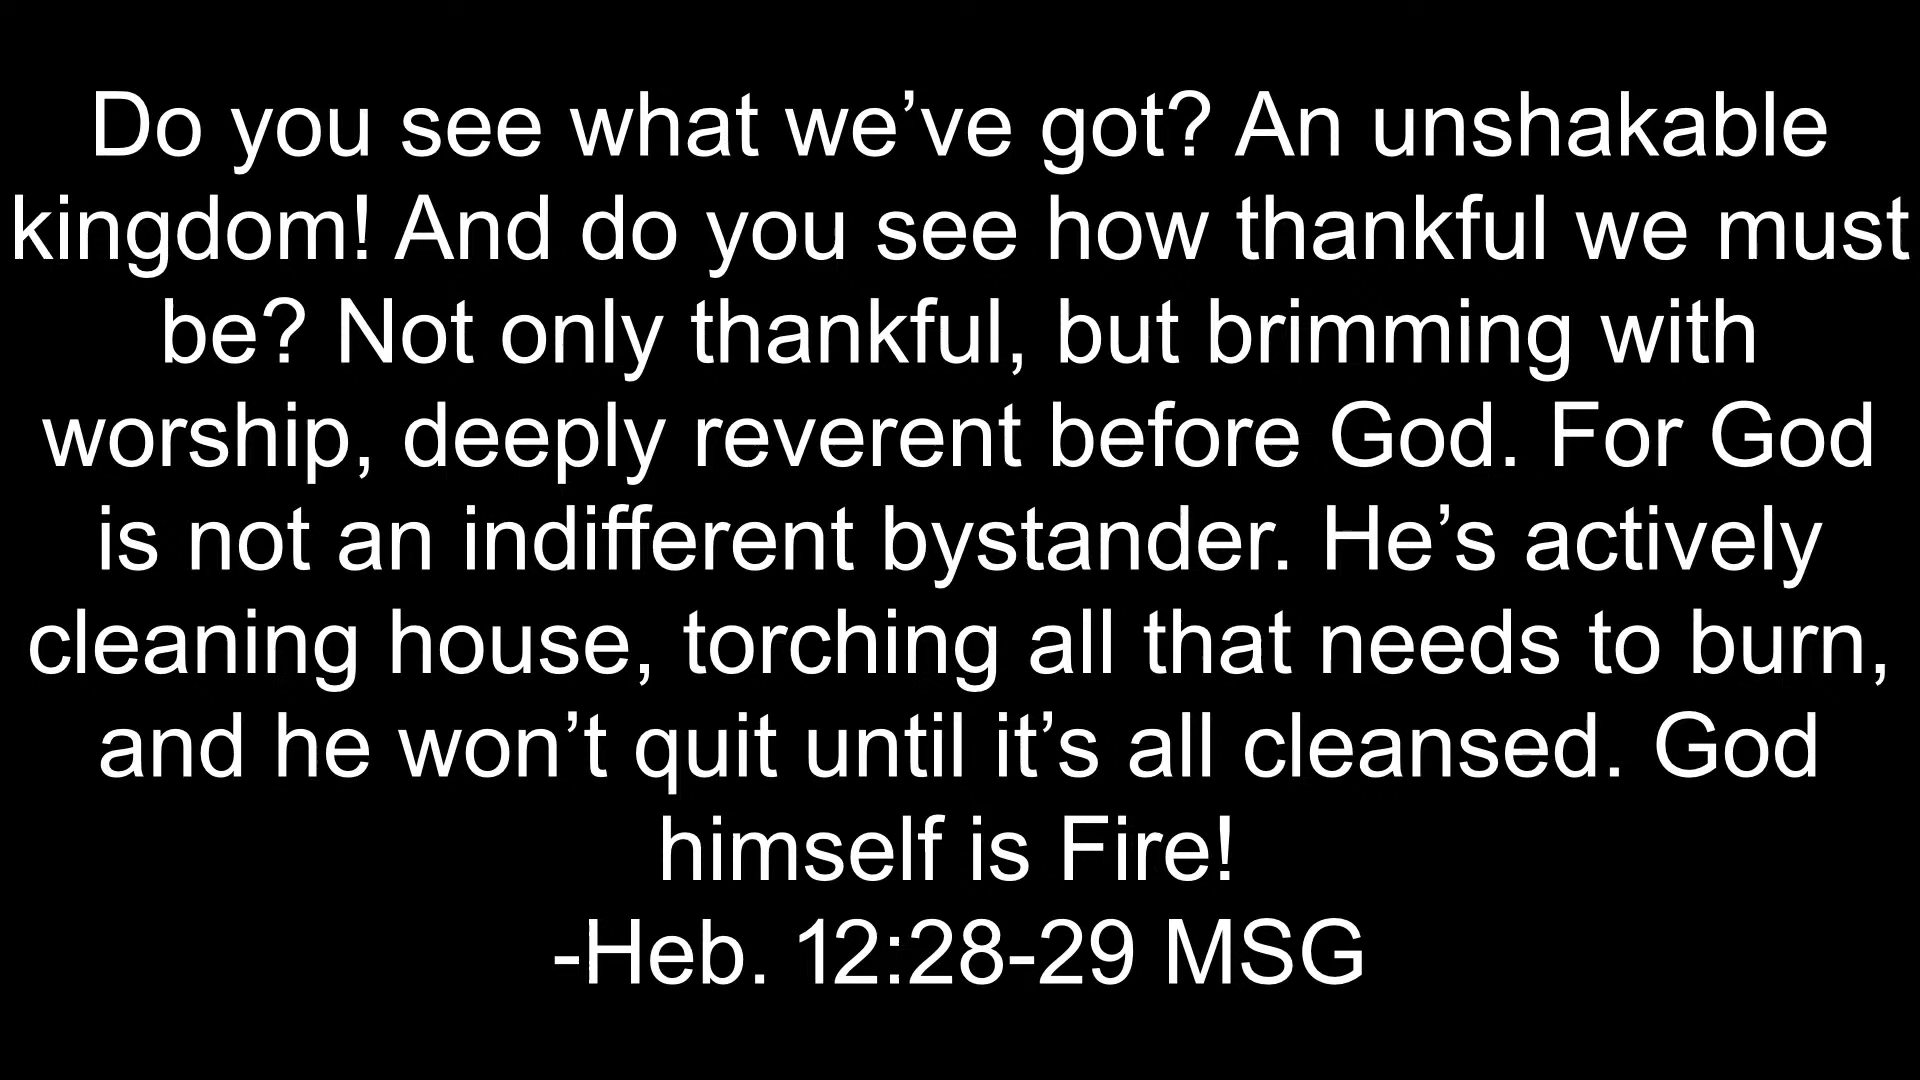 Do you see what we’ve got? An unshakable
kingdom! And do you see how thankful we must
be? Not only thankful, but brimming with
worship, deeply reverent before God. For God
is not an indifferent bystander. He’s actively
cleaning house, torching all that needs to burn,
and he won’t quit until it’s all cleansed. God
himself is Fire!
-Heb. 12:28-29 MSG